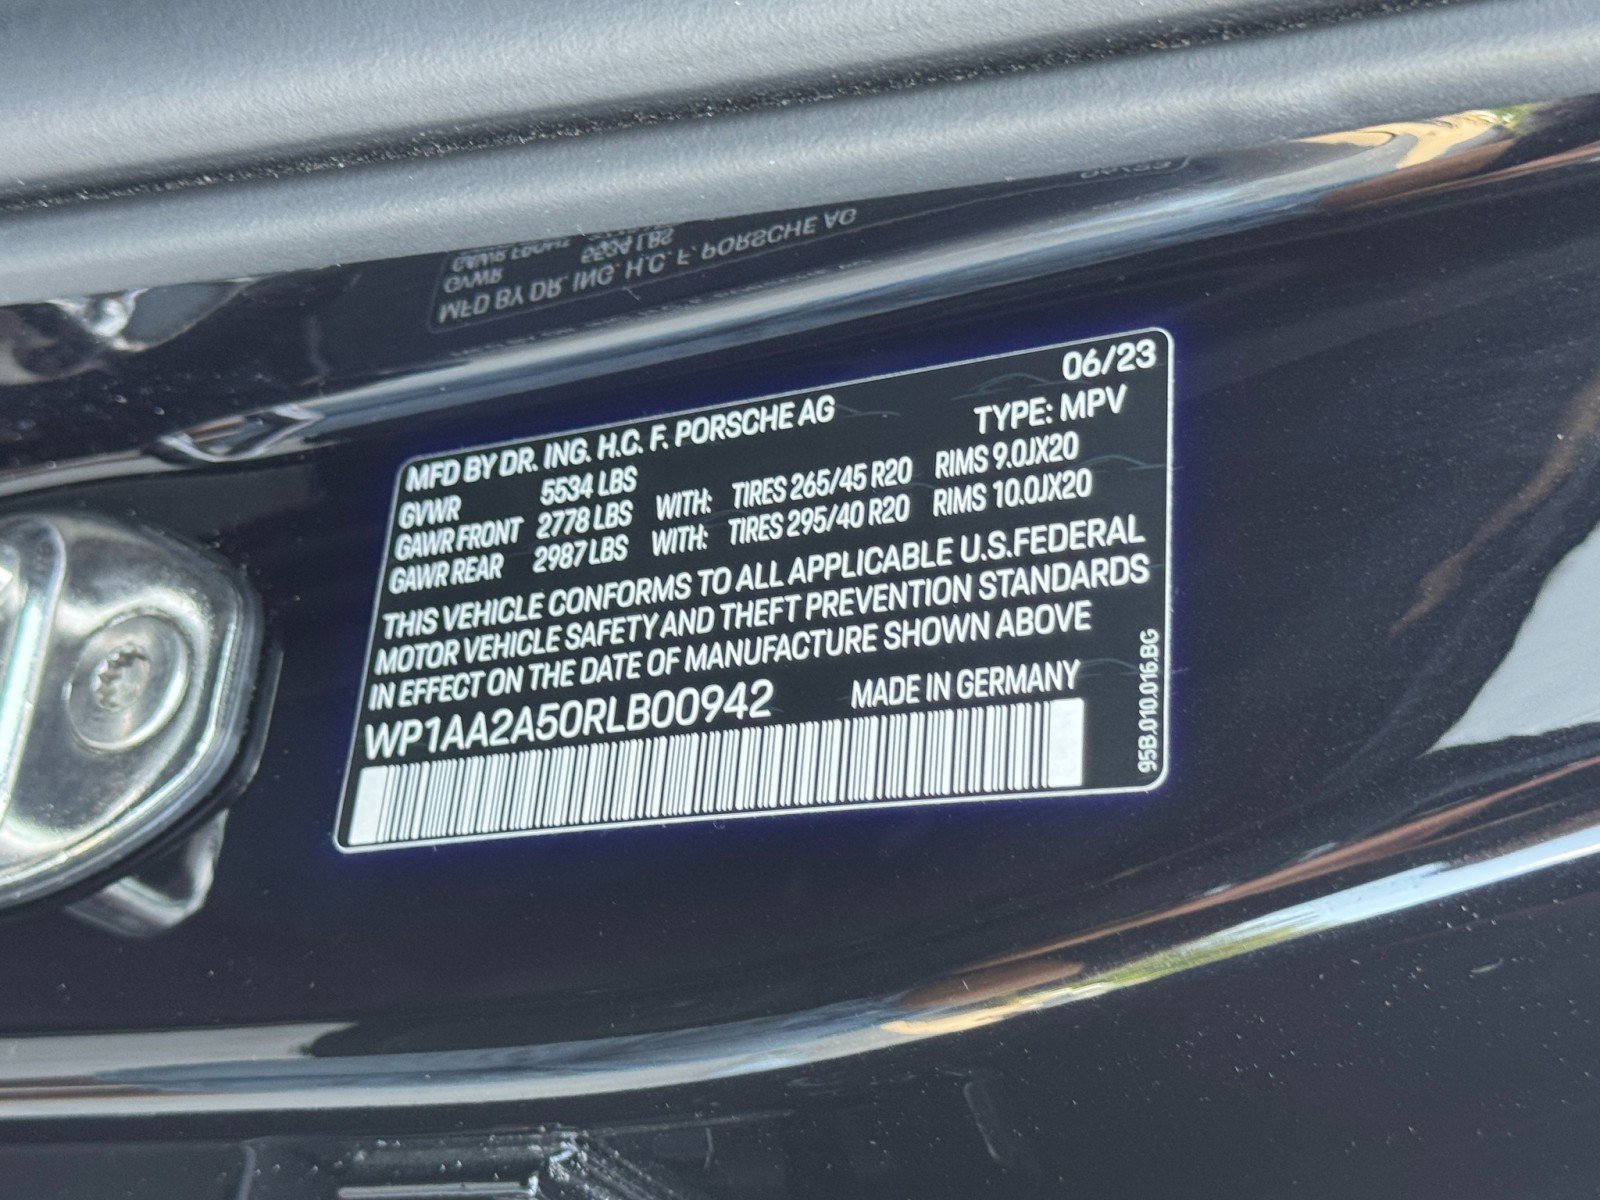 06/23
MFD BY DR. ING. H.C. F. PORSCHE AG TYPE: MPV
GVWR 5534 LBS
GAWR FRONT 2778 LBS WITH: TIRES 265/45 R20 RIMS 9.0JX20
GAWR REAR 2987 LBS WITH: TIRES 295/40 R20 RIMS 10.0JX20
THIS VEHICLE CONFORMS TO ALL APPLICABLE U.S.FEDERAL
MOTOR VEHICLE SAFETY AND THEFT PREVENTION STANDARDS
IN EFFECT ON THE DATE OF MANUFACTURE SHOWN ABOVE
WP1AA2A50RLB00942 MADE IN GERMANY
95B.010.016.BG